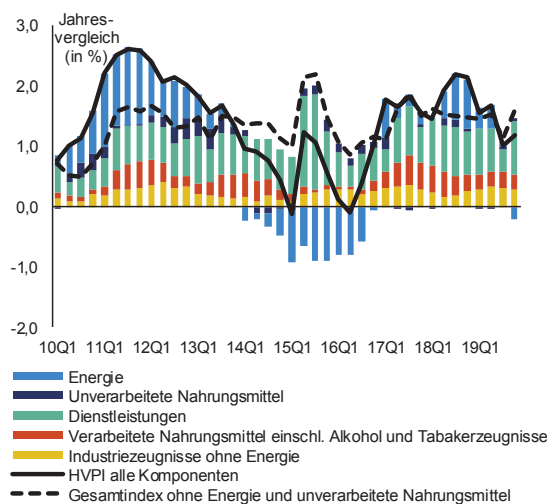 Jahres-
vergleich
(in %)
3,0
2,0
1,0
0,0
-1,0
-2,0
10Q1 11Q1 12Q1 13Q1 14Q1 15Q1 16Q1 17Q1 18Q1 19Q1
Energie
Unverarbeitete Nahrungsmittel
Dienstleistungen
Verarbeitete Nahrungsmittel einschl. Alkohol und Tabakerzeugnisse
Industriezeugnisse ohne Energie
HVPI alle Komponenten
Gesamtindex ohne Energie und unverarbeitete Nahrungsmittel